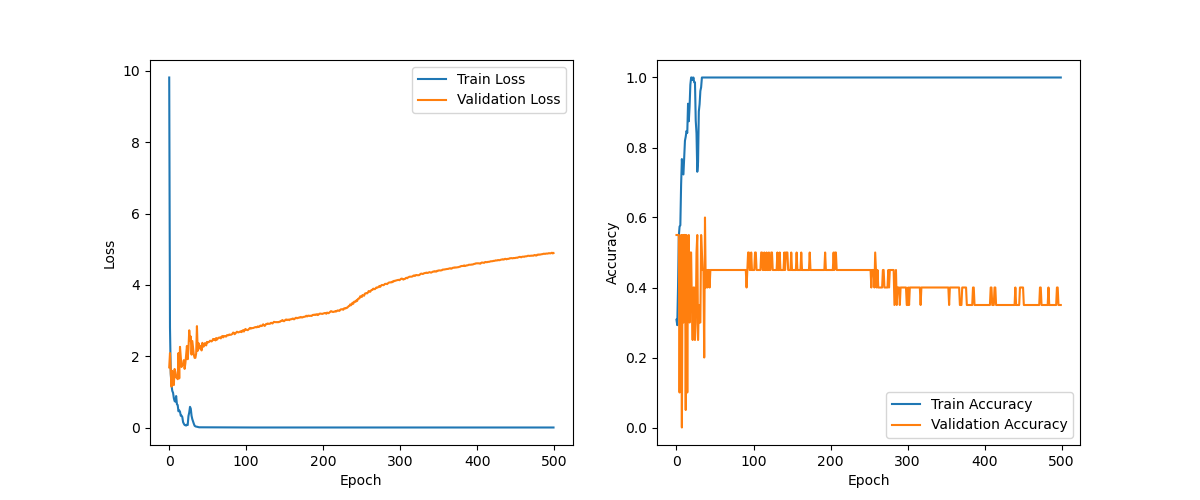 Train Loss
Validation Loss
10
8
6
4
2
0
0 100 200 300 400 500
Epoch
Loss
1.0
0.8
0.6
0.4
0.2
0.0
0 100 200 300 400 500
Epoch
Accuracy
Train Accuracy
Validation Accuracy